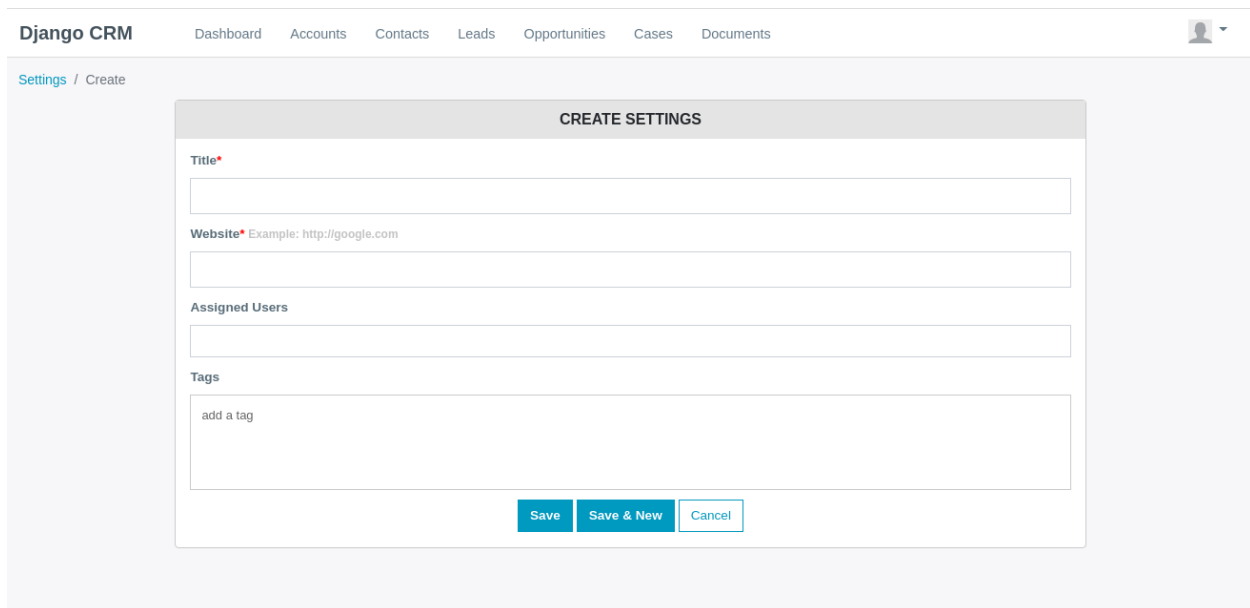 Django CRM Dashboard Accounts Contacts Leads Opportunities Cases Documents
Settings / Create
CREATE SETTINGS
Title*
Website* Example: http://google.com
Assigned Users
Tags
add a tag
Save Save & New Cancel